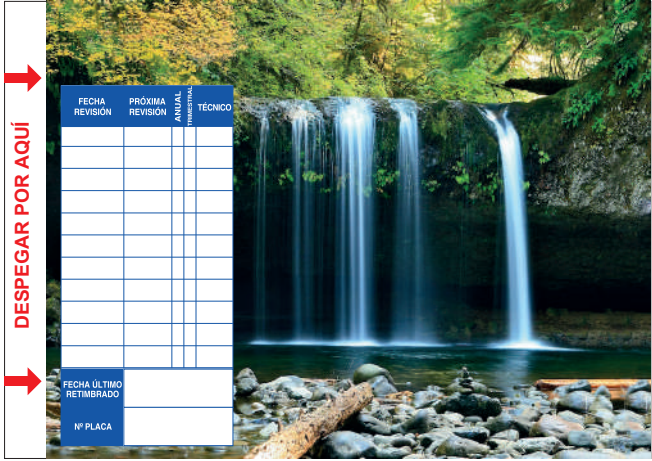 DESPEGAR POR AQUÍ
FECHA
REVISIÓN
PRÓXIMA
REVISIÓN
ANUAL
TRIMESTRAL
TÉCNICO
FECHA ÚLTIMO
RETIMBRADO
Nº PLACA